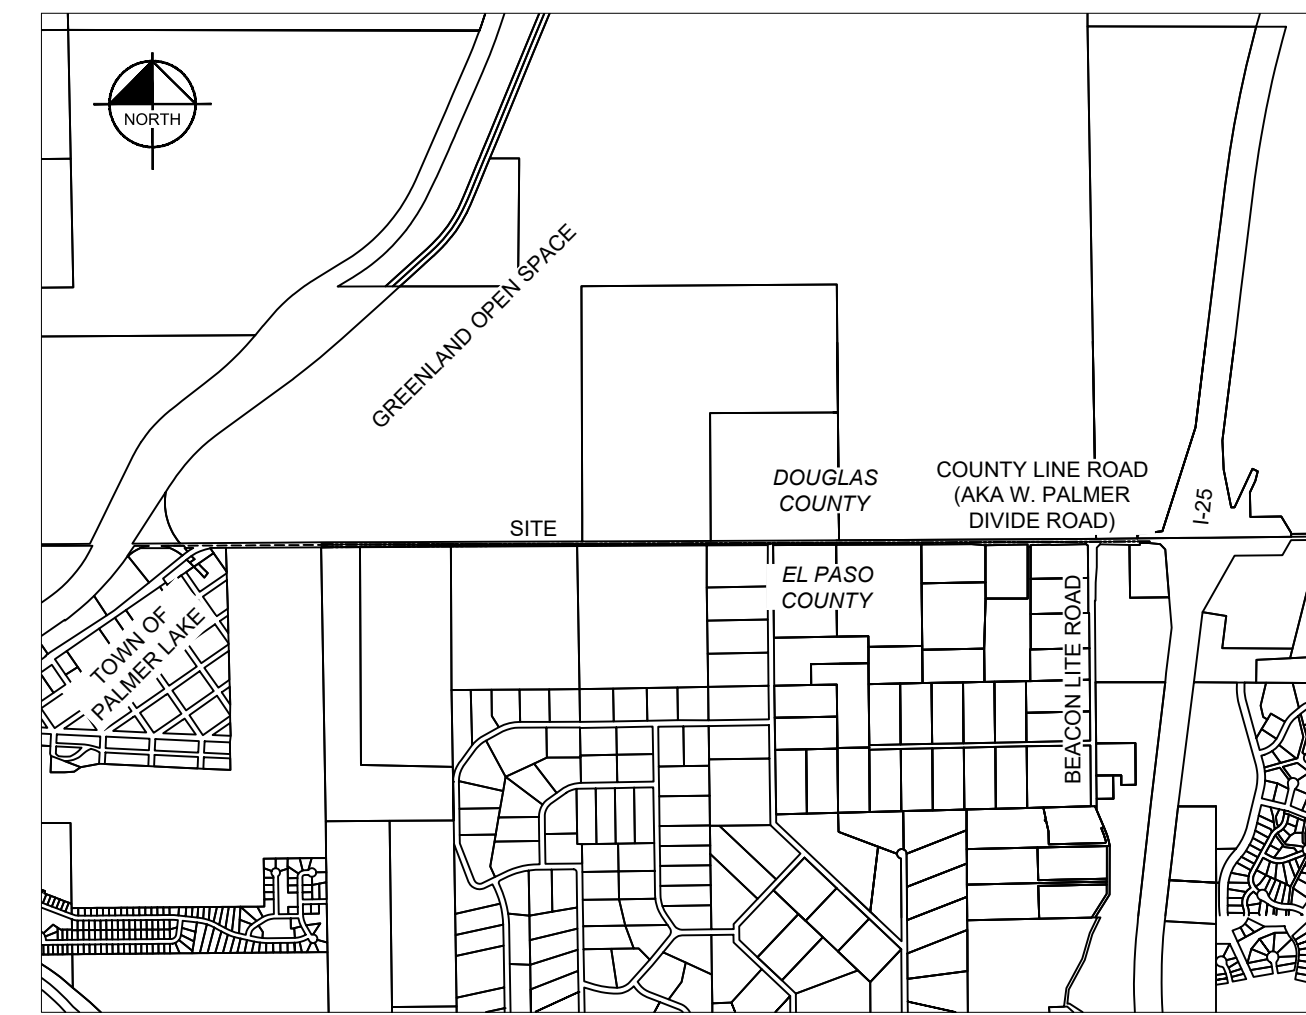 NORTH
GREENLAND OPEN SPACE
DOUGLAS
COUNTY
COUNTY LINE ROAD
(AKA W. PALMER
DIVIDE ROAD)
I-25
SITE
EL PASO
COUNTY
BEACON LITE ROAD
TOWN OF
PALMER LAKE